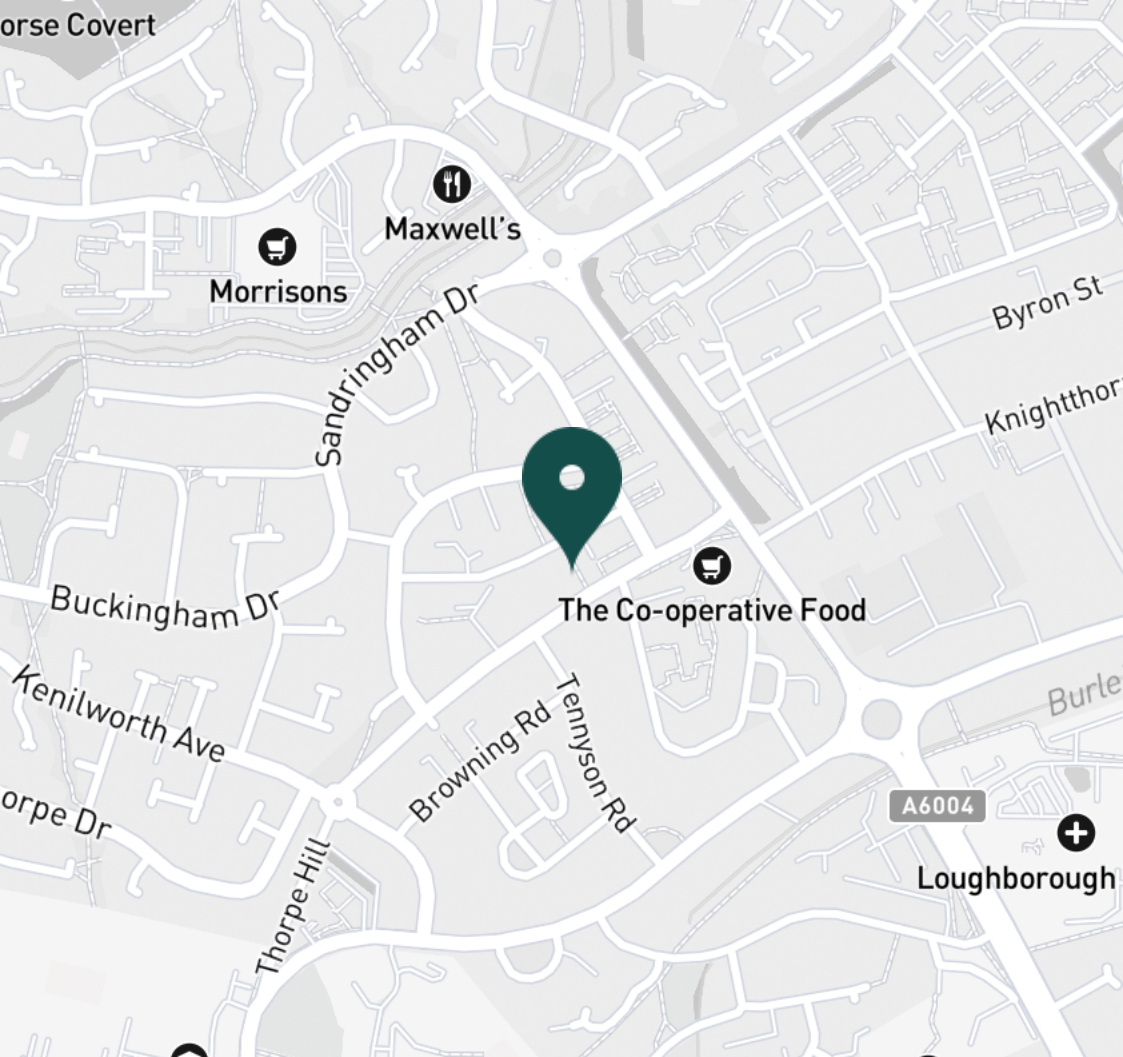 orse Covert
Maxwell's
Morrisons
Sandringham Dr
Byron St
Knightthor
The Co-operative Food
Buckingham Dr
Kenilworth Ave
Burle
Tennyson Rd
Browning Rd
orpe Dr
A6004
Thorpe Hill
Loughborough